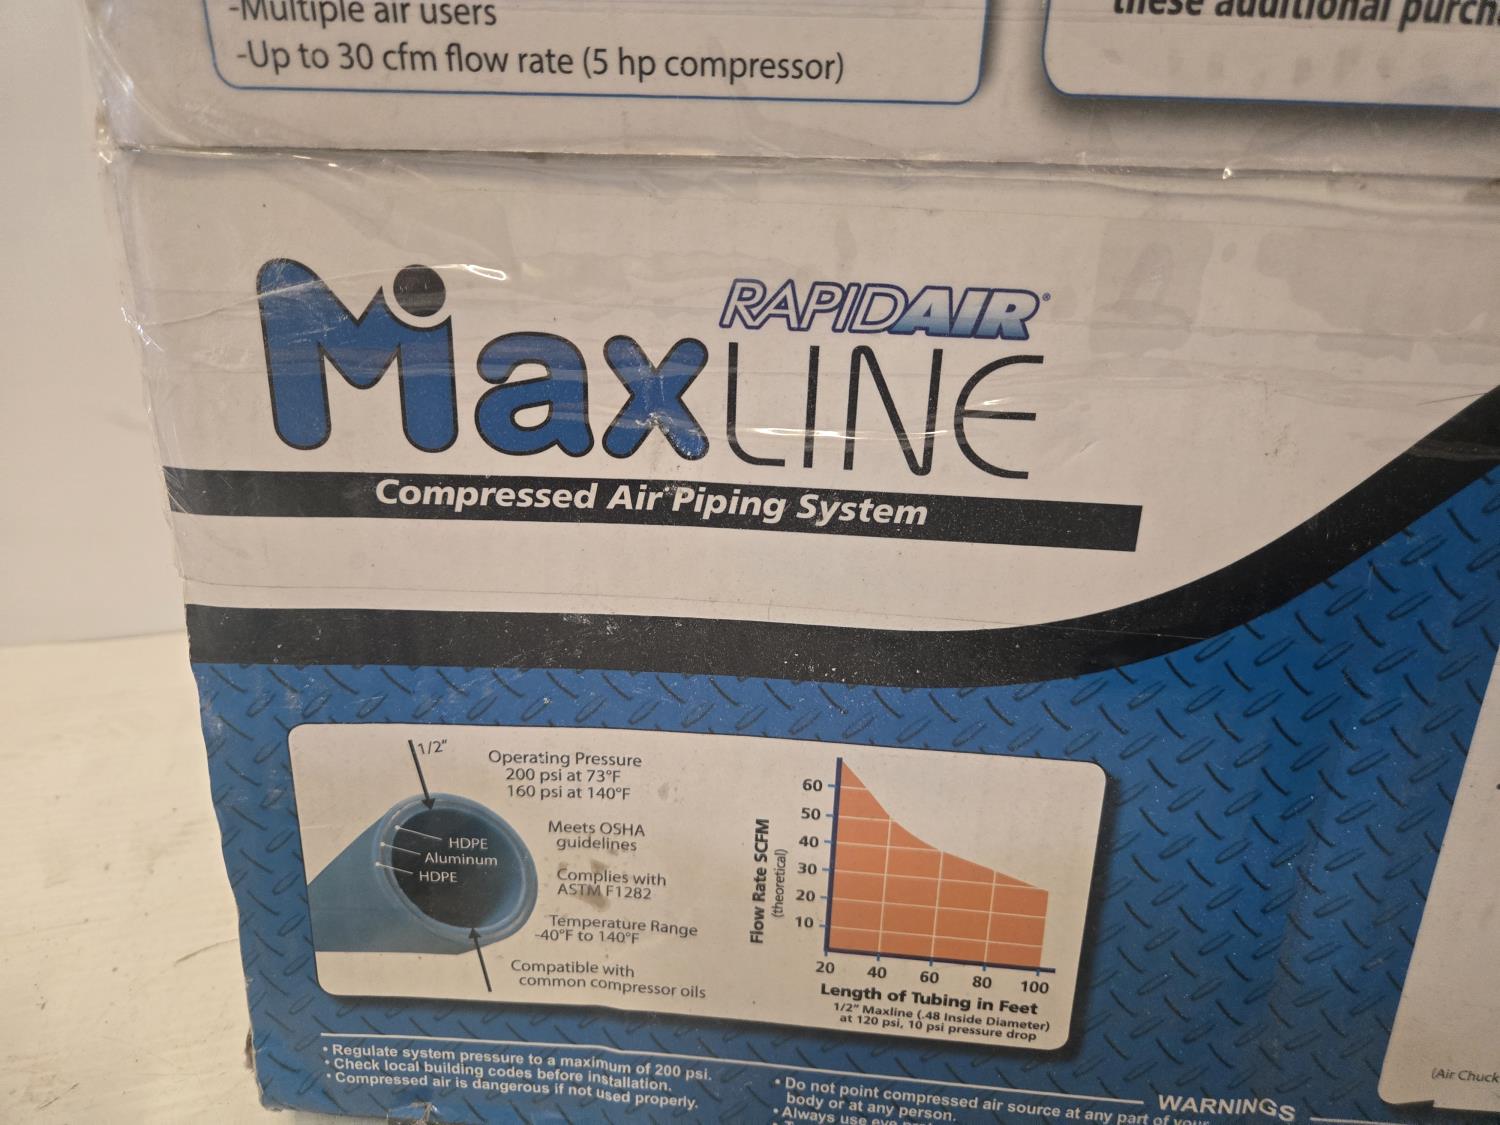 -Multiple air users
-Up to 30 cfm flow rate (5 hp compressor)
these additional
RAPIDAIR®
MaxLINE
Compressed Air Piping System
1/2"
HDPE
Aluminum
HDPE
Operating Pressure
200 psi at 73°F
160 psi at 140°F
Meets OSHA
guidelines
Complies with
ASTM F1282
Temperature Range
-40°F to 140°F
Compatible with
common compressor oils
Flow Rate SCFM
(theoretical)
60
50
40
30
20
10
20 40 60 80 100
Length of Tubing in Feet
1/2" Maxline (.48 Inside Diameter)
at 120 psi, 10 psi pressure drop
• Regulate system pressure to a maximum of 200 psi.
• Check local building codes before installation.
• Compressed air is dangerous if not used properly.
WARNINGS
• Do not point compressed air source at any part of your
body or at any person.
• Always use eye
(Air Chuck